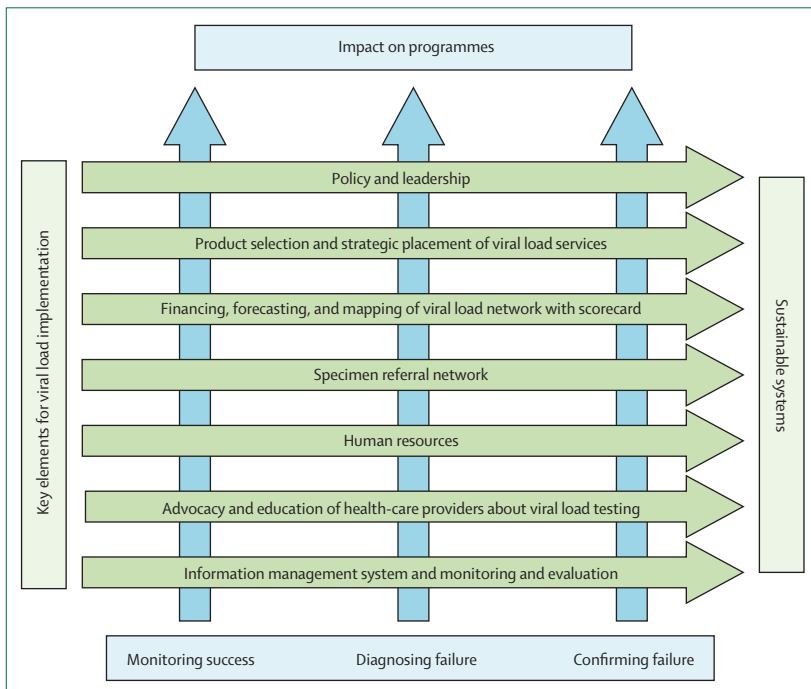 Impact on programmes
Key elements for viral load implementation
Policy and leadership
Product selection and strategic placement of viral load services
Financing, forecasting, and mapping of viral load network with scorecard
Specimen referral network
Human resources
Advocacy and education of health-care providers about viral load testing
Information management system and monitoring and evaluation
Sustainable systems
Monitoring success
Diagnosing failure
Confirming failure